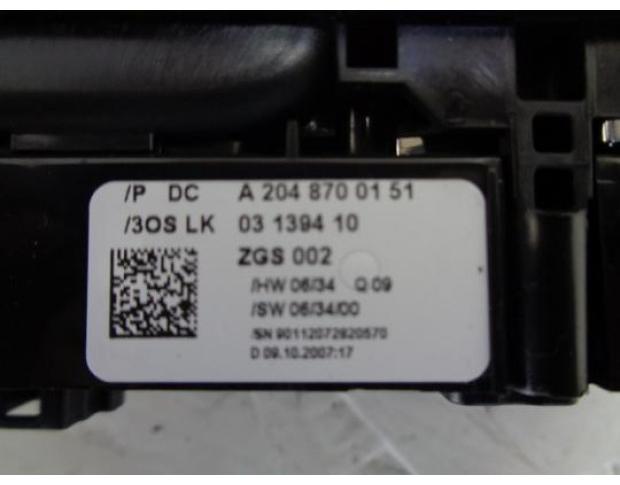 /P DC A 204 870 01 51
/3OS LK 03 1394 10
ZGS 002
/HW 06/34 Q 09
/SW 06/34/00
/SN 90112072820570
D 09.10.2007:17